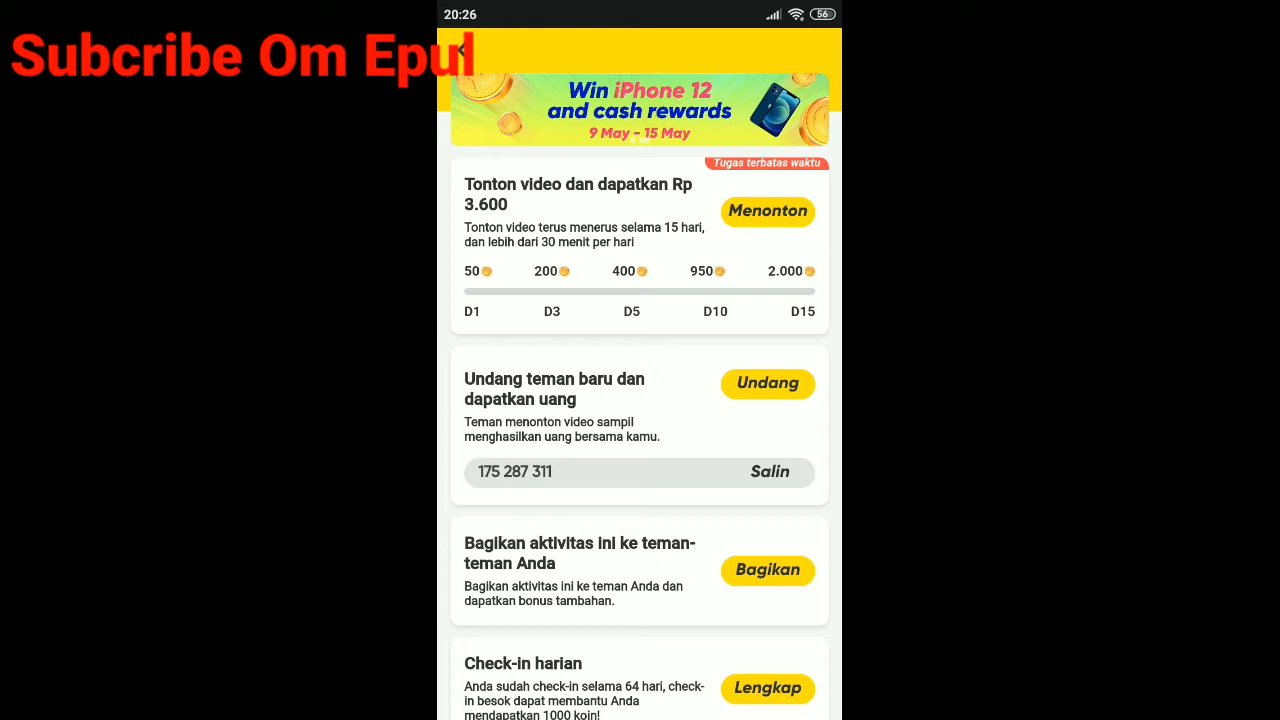 20:26
56
Subcribe Om Epul
Win iPhone 12
and cash rewards
9 May - 15 May
Tugas terbatas waktu
Tonton video dan dapatkan Rp
3.600
Menonton
Tonton video terus menerus selama 15 hari,
dan lebih dari 30 menit per hari
50 200 400 950 2.000
D1 D3 D5 D10 D15
Undang teman baru dan
dapatkan uang
Undang
Teman menonton video sampil
menghasilkan uang bersama kamu.
175 287 311 Salin
Bagikan aktivitas ini ke teman-
teman Anda
Bagikan
Bagikan aktivitas ini ke teman Anda dan
dapatkan bonus tambahan.
Check-in harian
Lengkap
Anda sudah check-in selama 64 hari, check-
in besok dapat membantu Anda
mendapatkan 1000 koin!